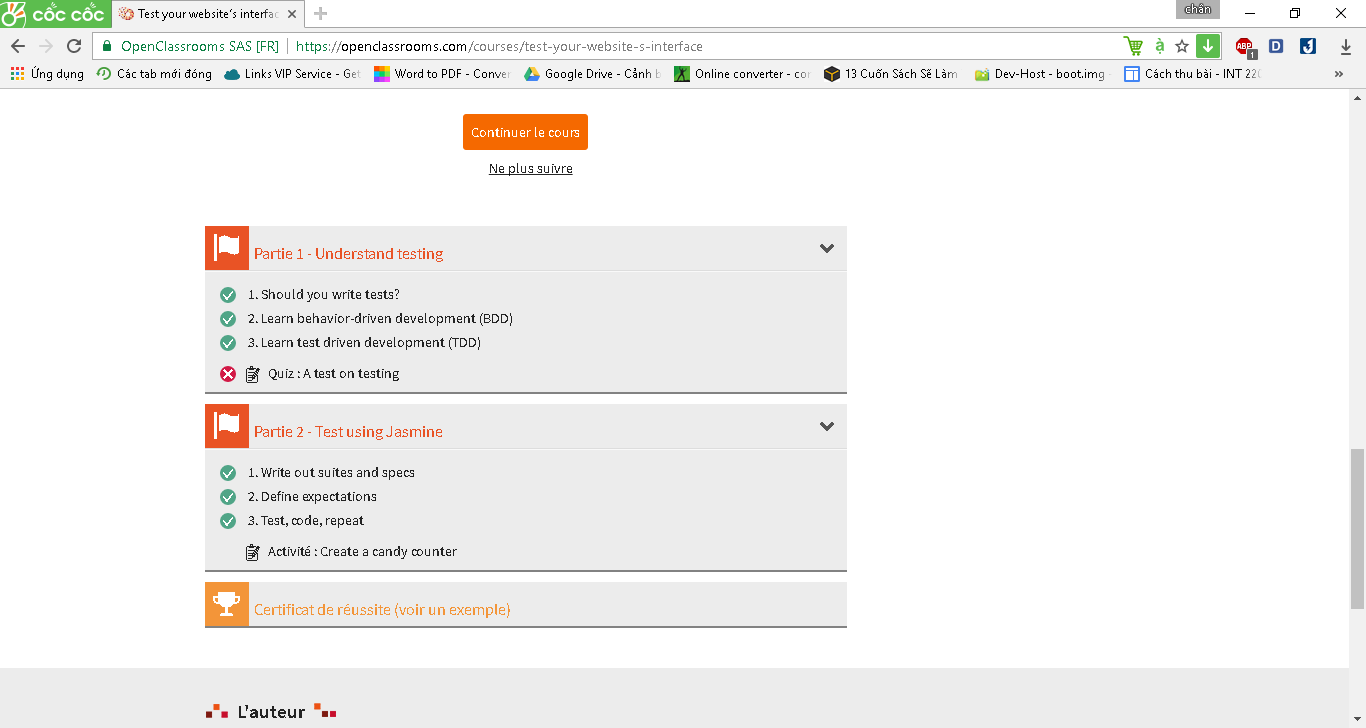 cốc cốc
Test your website's interfac
chân
OpenClassrooms SAS [FR]
https://openclassrooms.com/courses/test-your-website-s-interface
à
ABP
1
D
Ứng dụng
Các tab mới đóng
Links VIP Service - Get
Word to PDF - Conver
Google Drive - Cảnh b
Online converter - con
13 Cuốn Sách Sẽ Làm
Dev-Host - boot.img
Cách thu bài - INT 220
»
Continuer le cours
Ne plus suivre
Partie 1 - Understand testing
1. Should you write tests?
2. Learn behavior-driven development (BDD)
3. Learn test driven development (TDD)
Quiz : A test on testing
Partie 2 - Test using Jasmine
1. Write out suites and specs
2. Define expectations
3. Test, code, repeat
Activité : Create a candy counter
Certificat de réussite (voir un exemple)
L'auteur